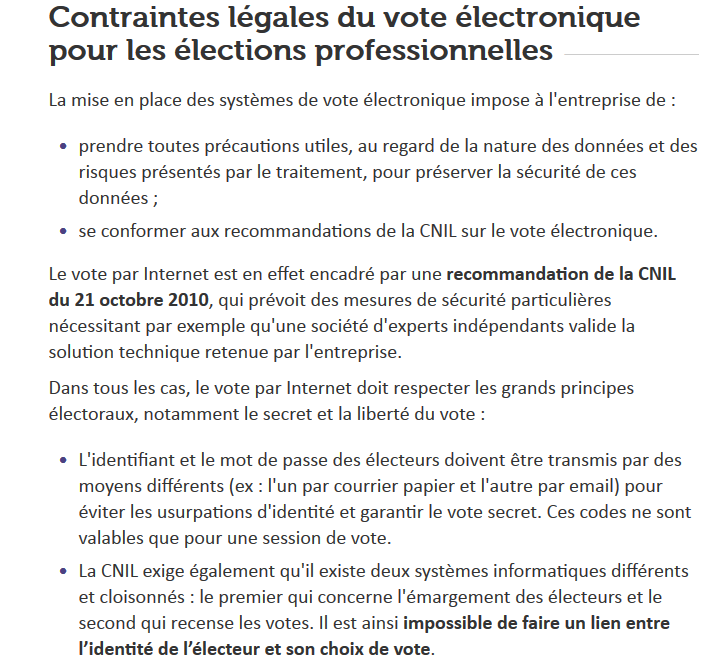 Contraintes légales du vote électronique
pour les élections professionnelles
La mise en place des systèmes de vote électronique impose à l'entreprise de :
• prendre toutes précautions utiles, au regard de la nature des données et des
risques présentés par le traitement, pour préserver la sécurité de ces
données ;
• se conformer aux recommandations de la CNIL sur le vote électronique.
Le vote par Internet est en effet encadré par une recommandation de la CNIL
du 21 octobre 2010, qui prévoit des mesures de sécurité particulières
nécessitant par exemple qu'une société d'experts indépendants valide la
solution technique retenue par l'entreprise.
Dans tous les cas, le vote par Internet doit respecter les grands principes
électoraux, notamment le secret et la liberté du vote :
• L'identifiant et le mot de passe des électeurs doivent être transmis par des
moyens différents (ex : l'un par courrier papier et l'autre par email) pour
éviter les usurpations d'identité et garantir le vote secret. Ces codes ne sont
valables que pour une session de vote.
• La CNIL exige également qu'il existe deux systèmes informatiques différents
et cloisonnés : le premier qui concerne l'émargement des électeurs et le
second qui recense les votes. Il est ainsi impossible de faire un lien entre
l’identité de l’électeur et son choix de vote.